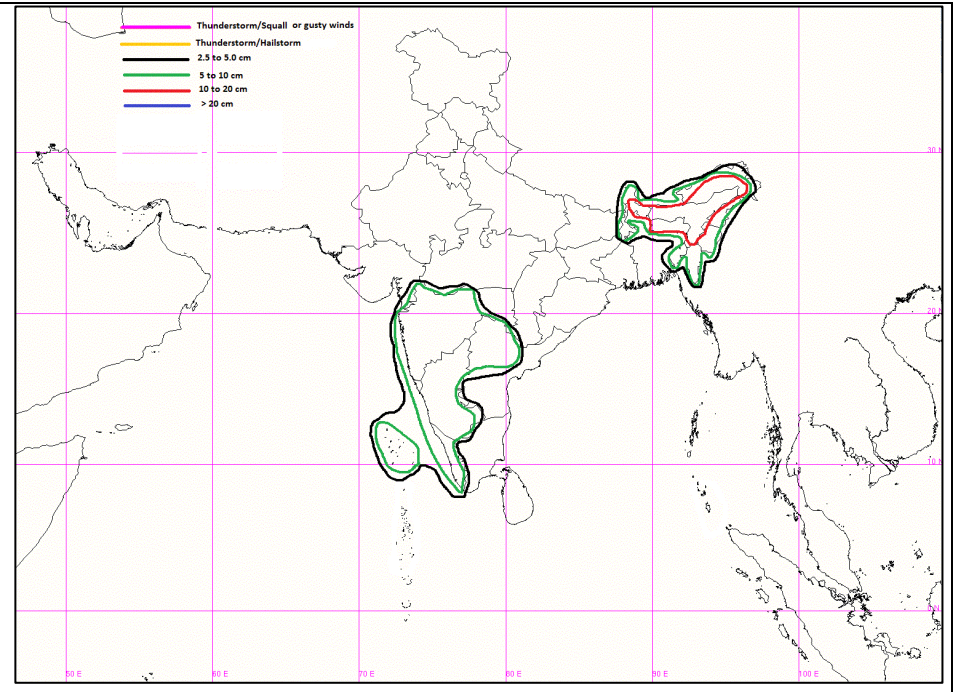 Thunderstorm/Squall or gusty winds
Thunderstorm/Hailstorm
2.5 to 5.0 cm
5 to 10 cm
10 to 20 cm
> 20 cm
30 N
20 N
10 N
50 E 60 E 70 E 80 E 90 E 100 E